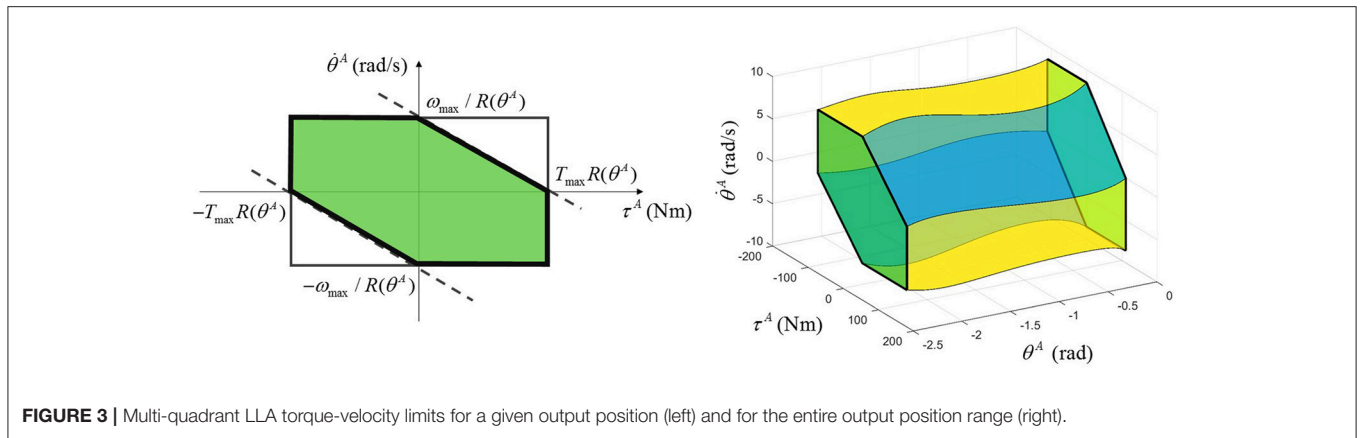 θ̇^A (rad/s)
ω_max / R(θ^A)
T_max R(θ^A)
τ^A (Nm)
−T_max R(θ^A)
−ω_max / R(θ^A)
10
5
0
-5
-10
θ̇^A (rad/s)
-200
-100
0
100
200
τ^A (Nm)
-2.5
-2
-1.5
-1
-0.5
0
θ^A (rad)
FIGURE 3 | Multi-quadrant LLA torque-velocity limits for a given output position (left) and for the entire output position range (right).